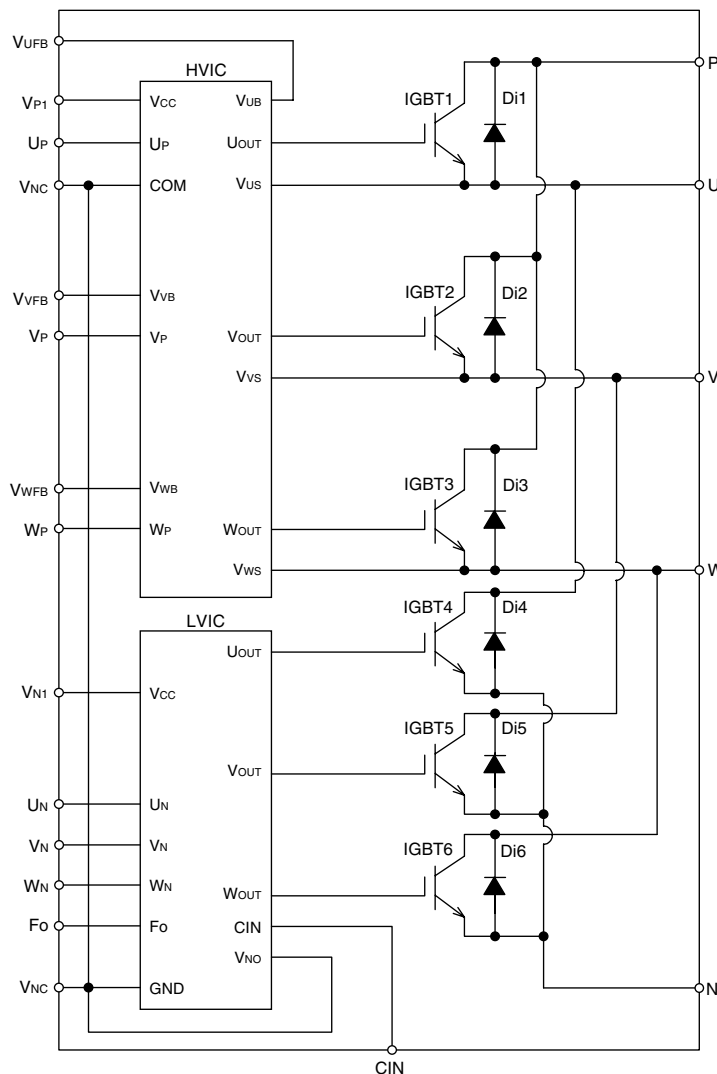 VUFB
HVIC
P
IGBT1
Di1
VP1
VCC
VUB
UP
UP
UOUT
VNC
COM
VUS
U
IGBT2
Di2
VVFB
VVB
VP
VP
VOUT
VVS
V
IGBT3
Di3
VWFB
VWB
WP
WP
WOUT
VWS
W
LVIC
IGBT4
Di4
UOUT
VN1
VCC
IGBT5
Di5
VOUT
UN
UN
VN
VN
IGBT6
Di6
WN
WN
WOUT
Fo
Fo
CIN
VNO
VNC
GND
N
CIN